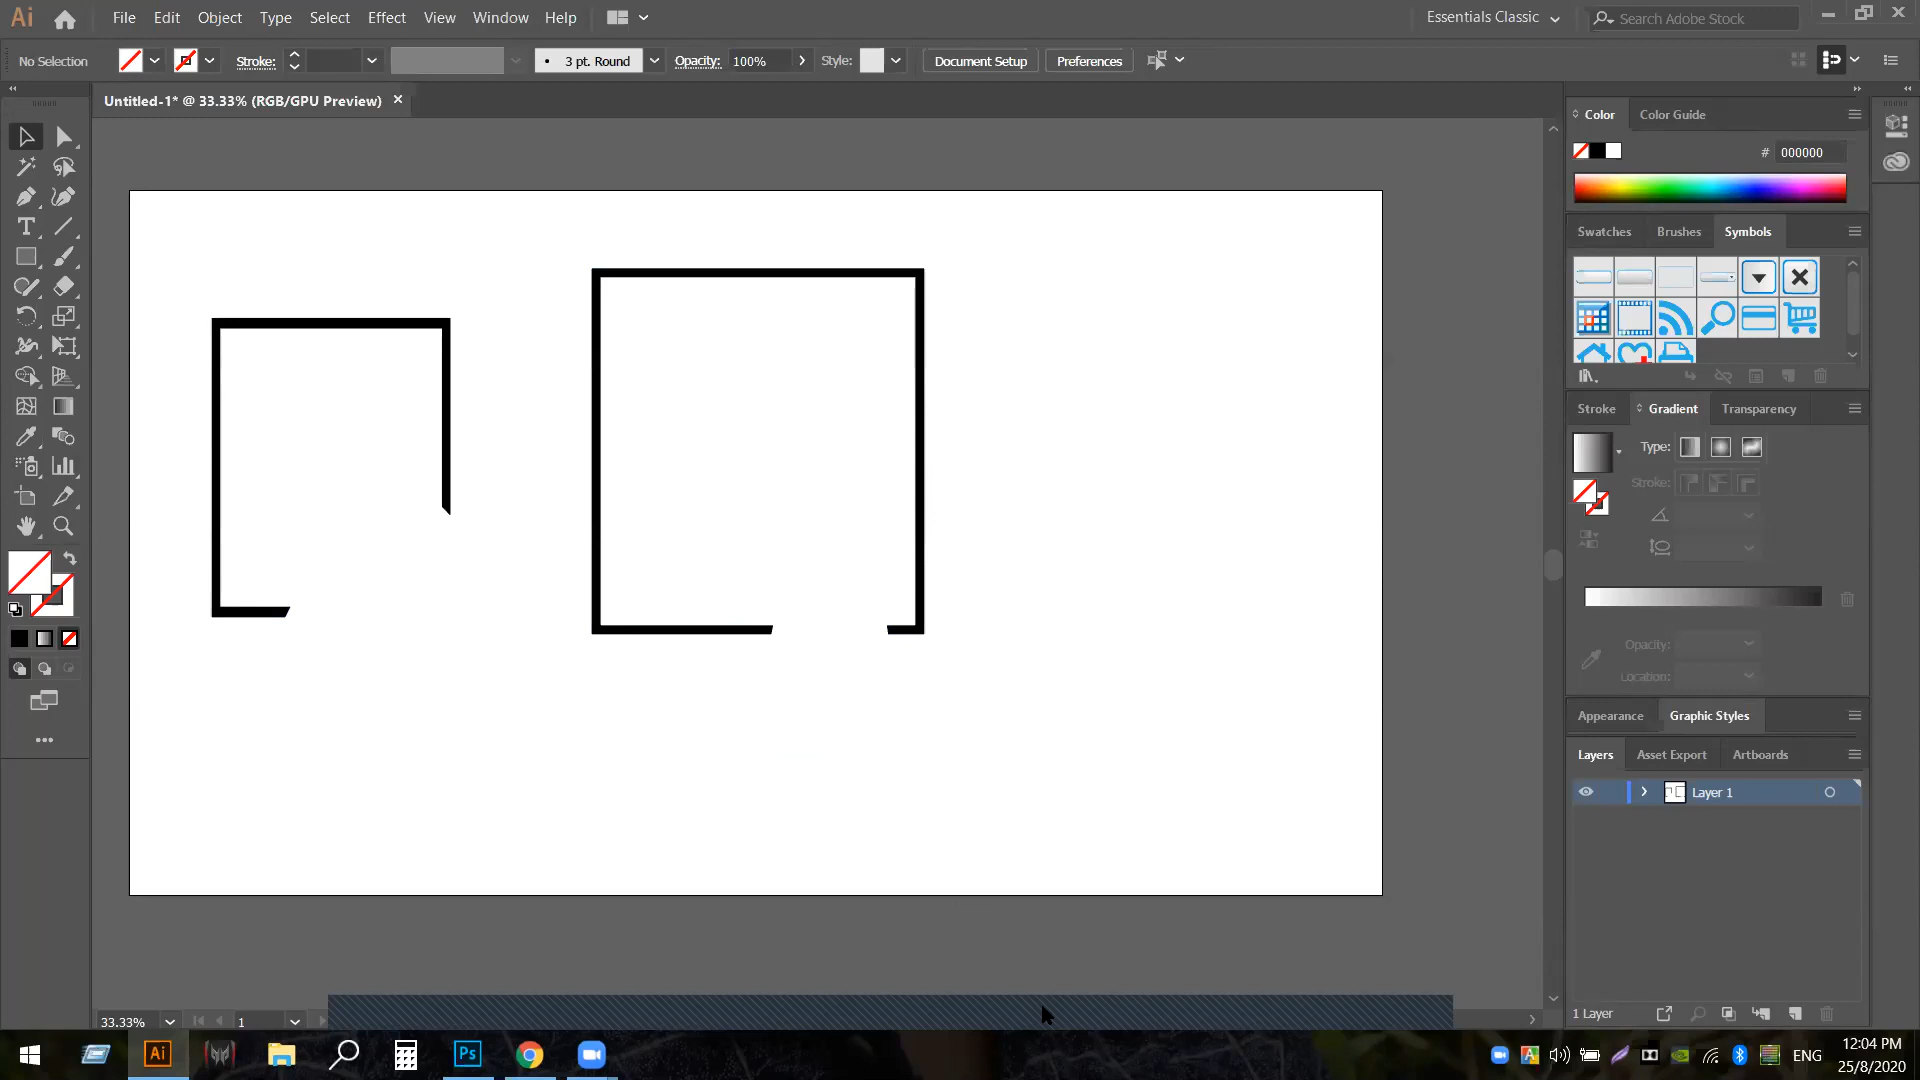 Ai File Edit Object Type Select Effect View Window Help Essentials Classic Search Adobe Stock
No Selection Stroke: 3 pt. Round Opacity: 100% Style: Document Setup Preferences
Untitled-1* @ 33.33% (RGB/GPU Preview)
Color Color Guide
# 000000
Swatches Brushes Symbols
Stroke Gradient Transparency
Type:
Stroke:
Opacity:
Location:
Appearance Graphic Styles
Layers Asset Export Artboards
Layer 1
33.33% 1
1 Layer
Ai Ps ENG
12:04 PM
25/8/2020